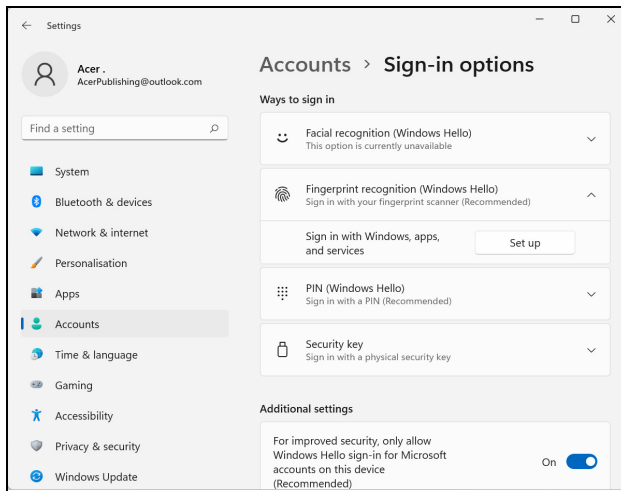 Settings
Acer .
AcerPublishing@outlook.com
Find a setting
System
Bluetooth & devices
Network & internet
Personalisation
Apps
Accounts
Time & language
Gaming
Accessibility
Privacy & security
Windows Update
Accounts > Sign-in options
Ways to sign in
Facial recognition (Windows Hello)
This option is currently unavailable
Fingerprint recognition (Windows Hello)
Sign in with your fingerprint scanner (Recommended)
Sign in with Windows, apps,
and services
Set up
PIN (Windows Hello)
Sign in with a PIN (Recommended)
Security key
Sign in with a physical security key
Additional settings
For improved security, only allow
Windows Hello sign-in for Microsoft
accounts on this device
(Recommended)
On